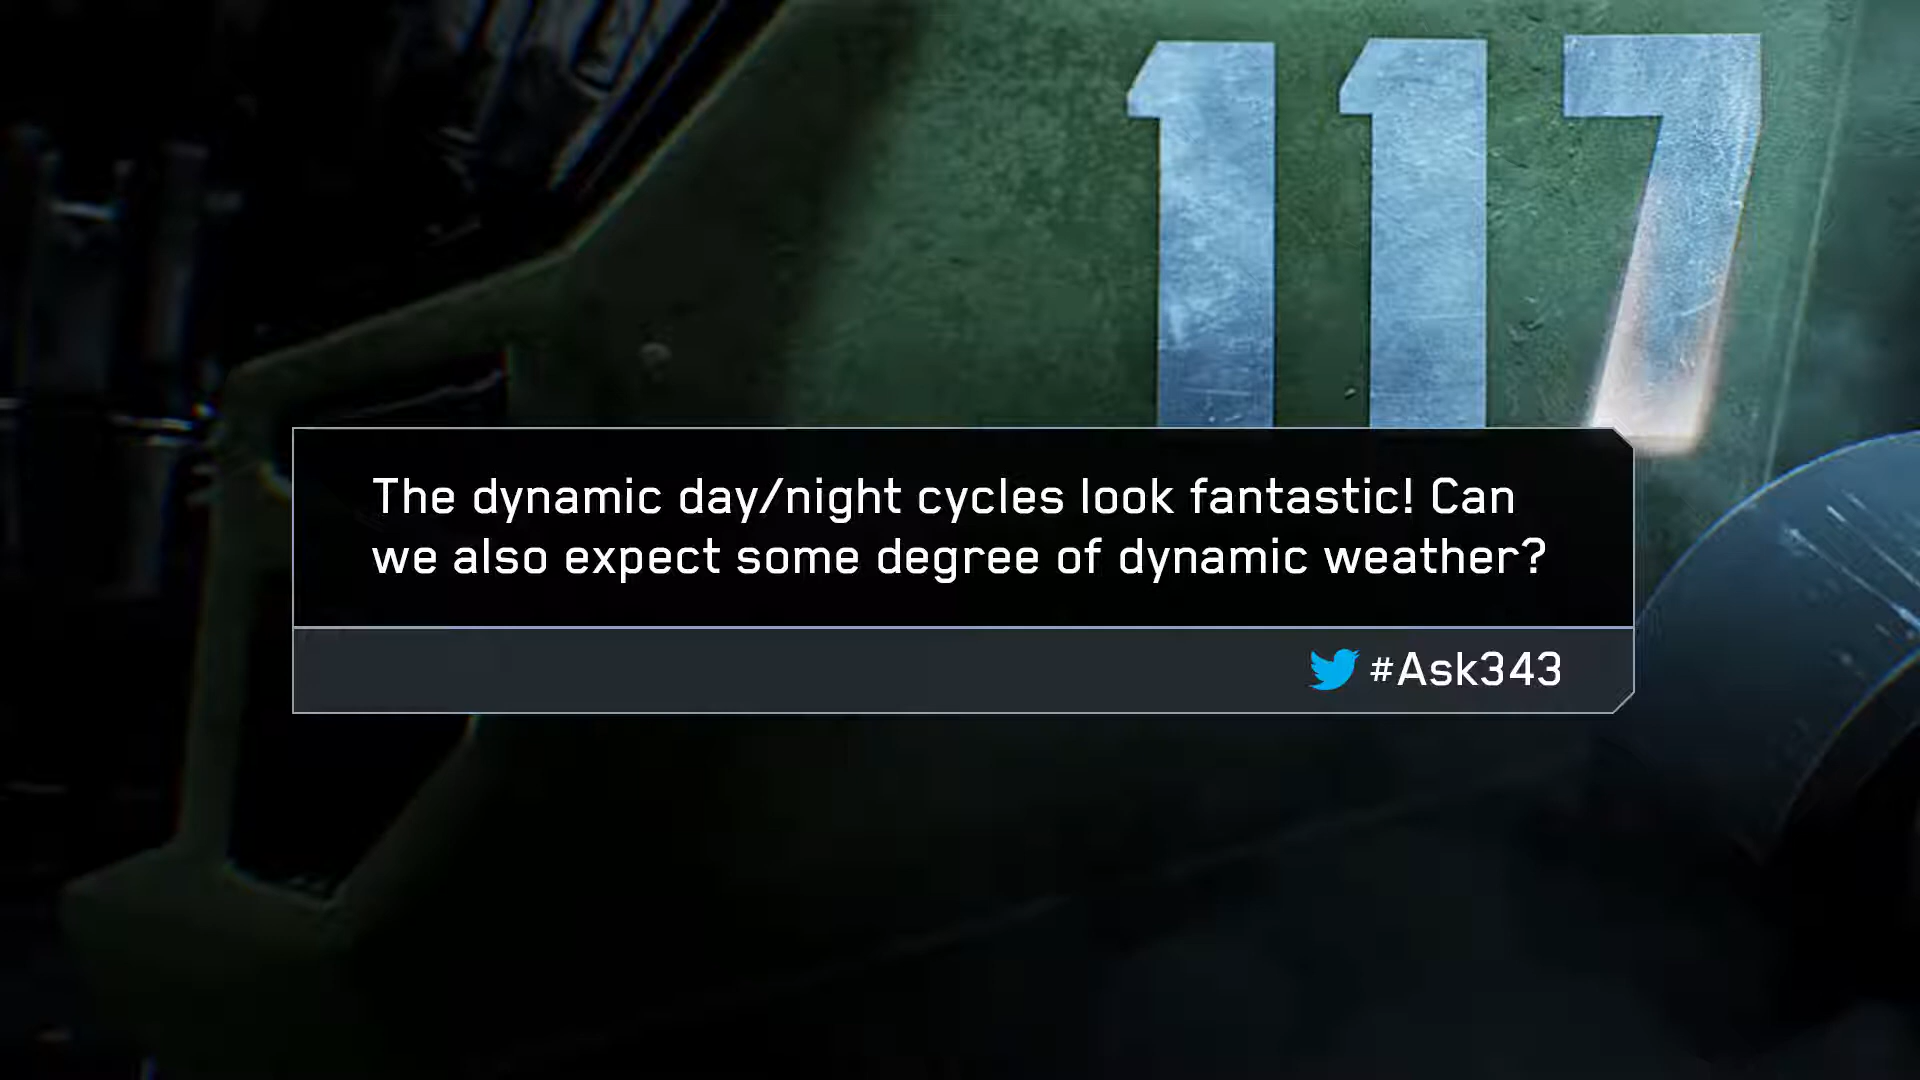 117
The dynamic day/night cycles look fantastic! Can
we also expect some degree of dynamic weather?
#Ask343